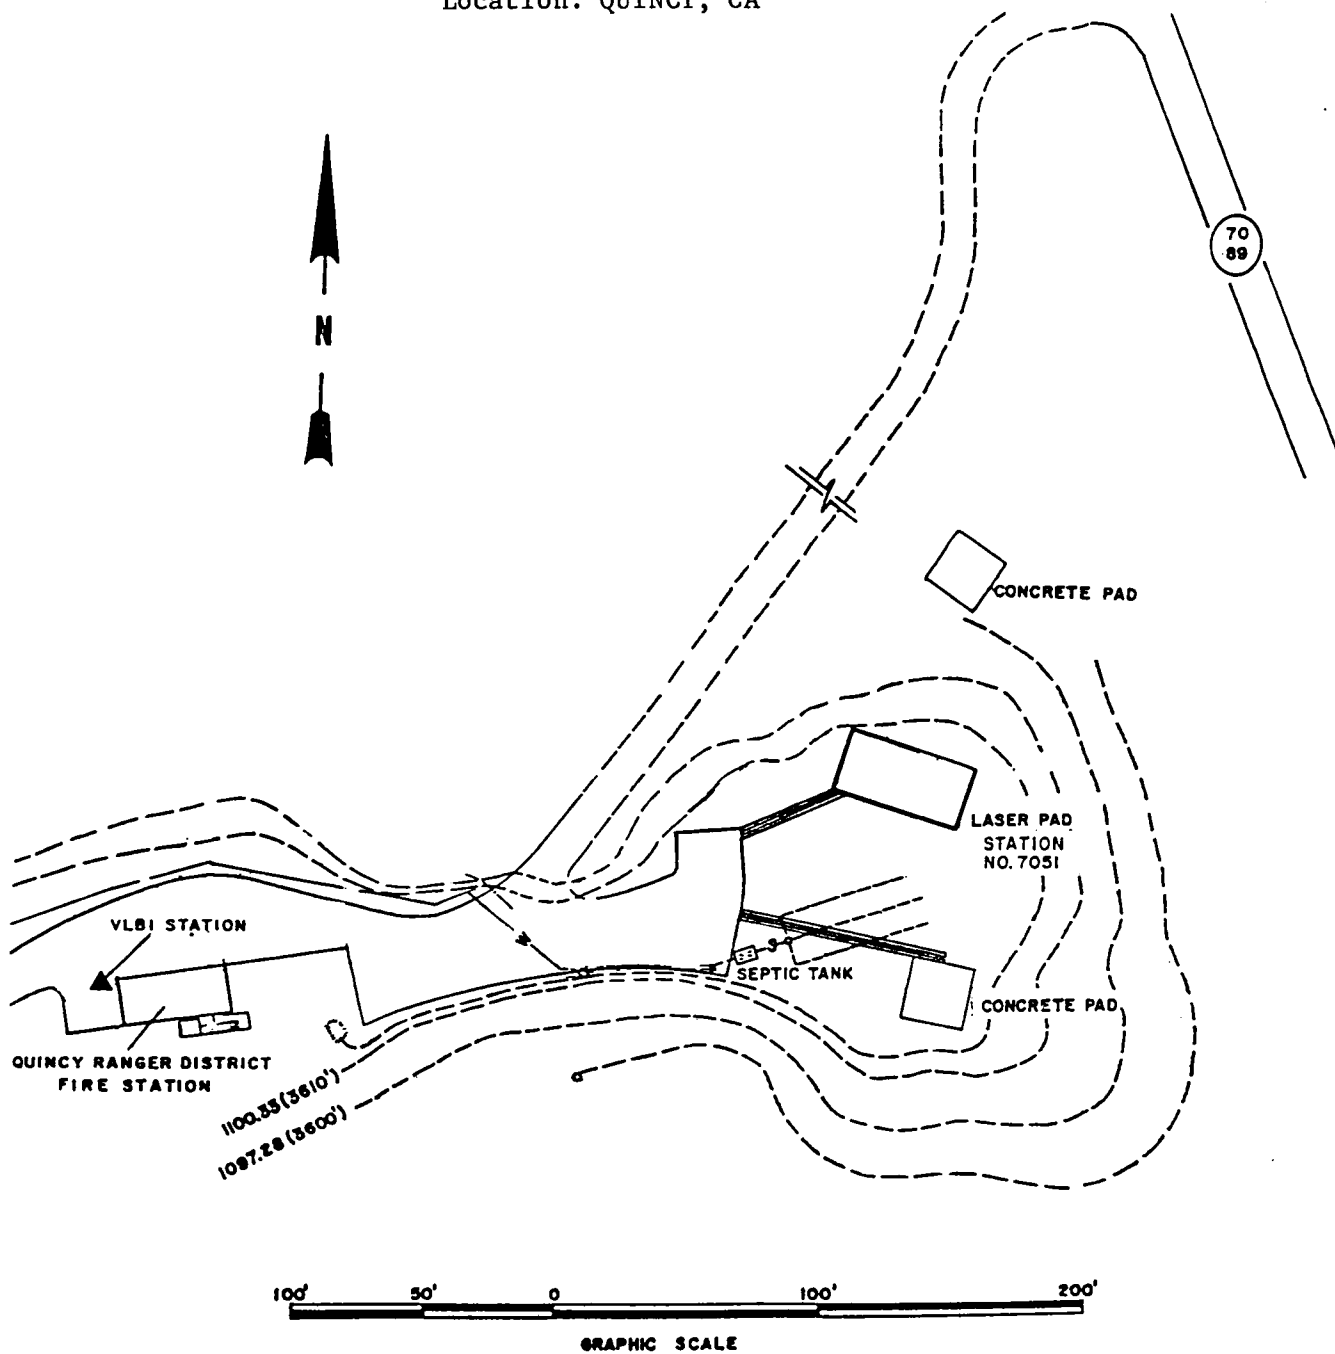 Location: QUINCY, CA
N
70
89
CONCRETE PAD
LASER PAD
STATION
NO. 7051
VLBI STATION
W
S
SEPTIC TANK
CONCRETE PAD
QUINCY RANGER DISTRICT
FIRE STATION
1100.33 (3610')
1097.28 (3600')
100' 50' 0 100' 200'
GRAPHIC SCALE